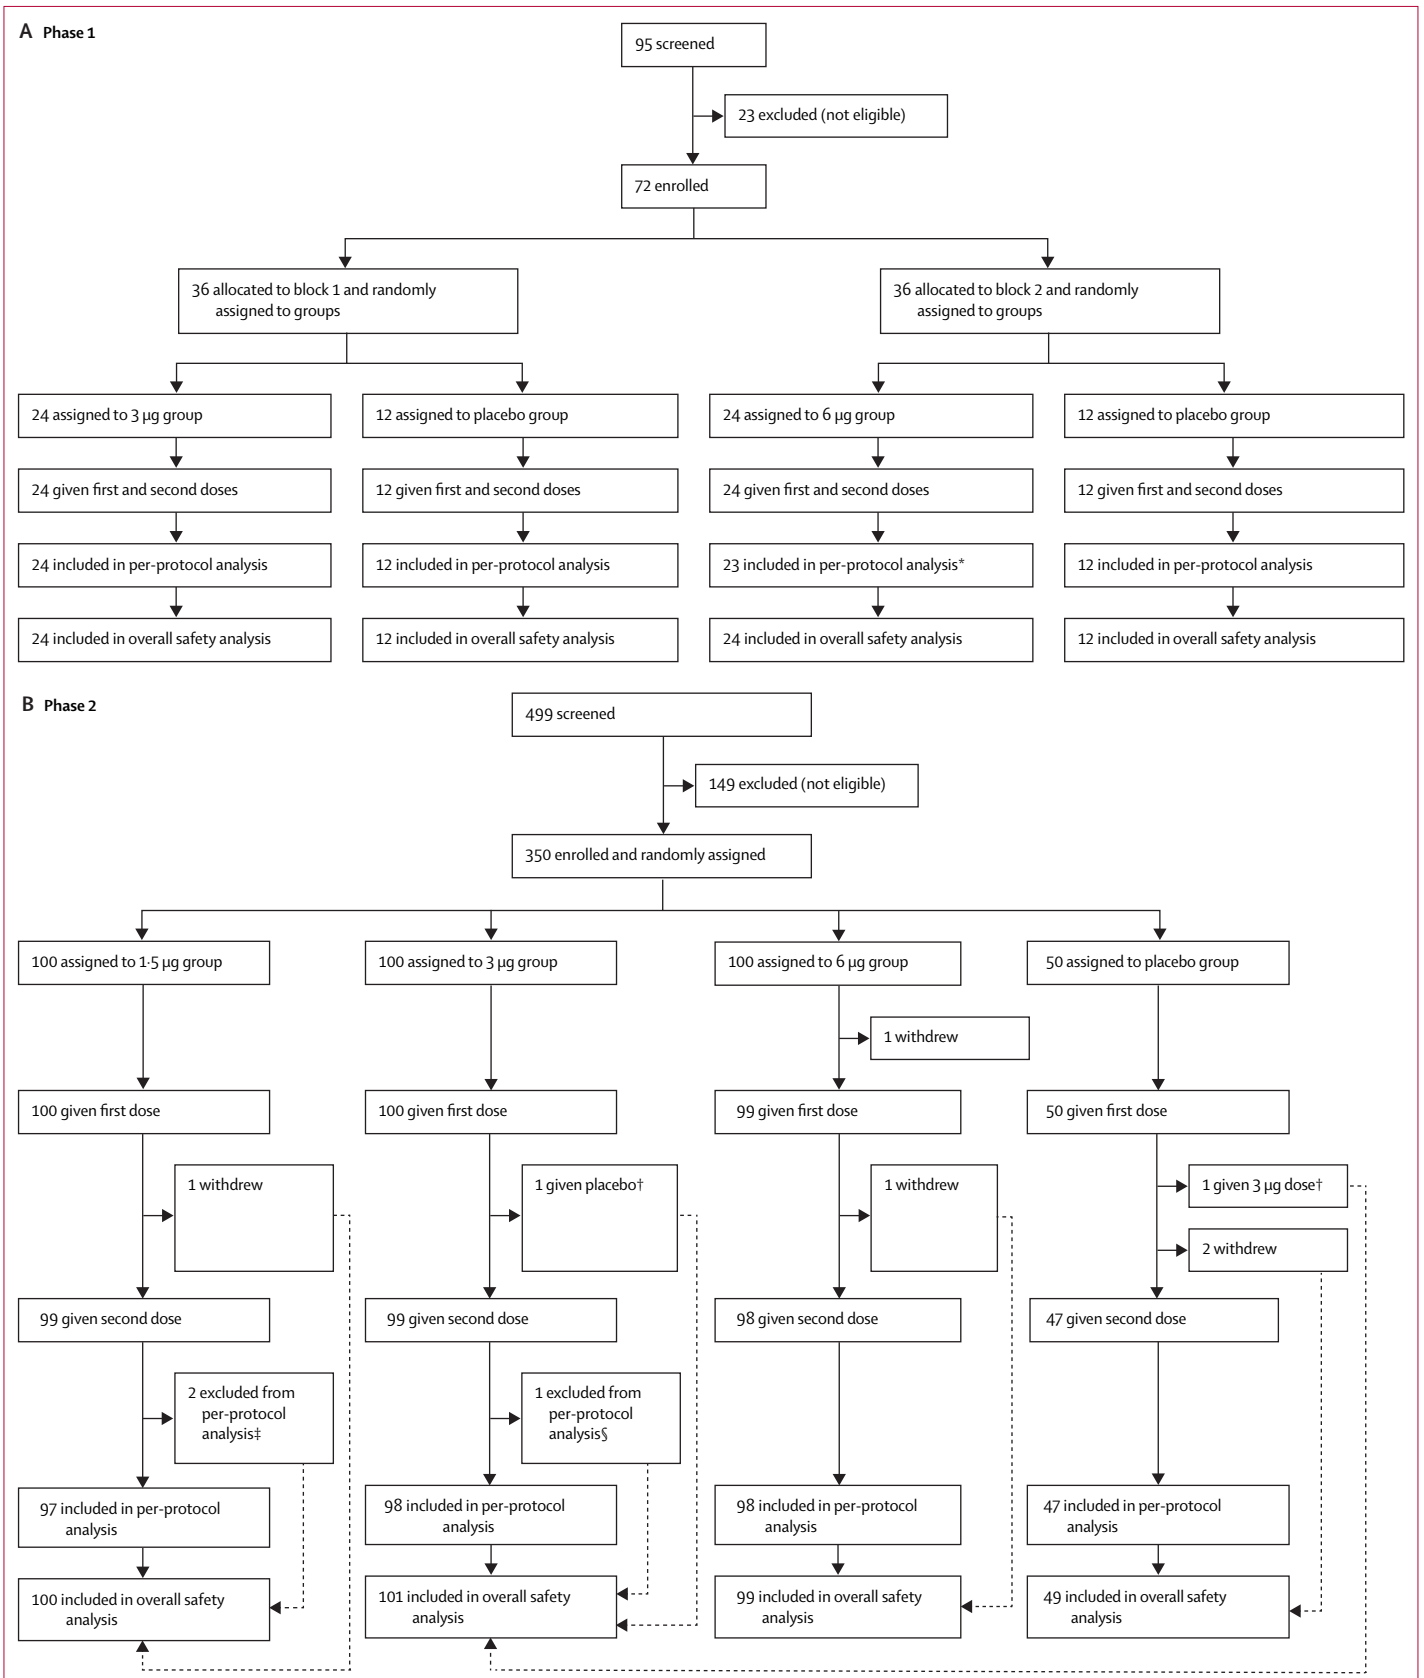 A Phase 1
95 screened
23 excluded (not eligible)
72 enrolled
36 allocated to block 1 and randomly
assigned to groups
36 allocated to block 2 and randomly
assigned to groups
24 assigned to 3 µg group
12 assigned to placebo group
24 assigned to 6 µg group
12 assigned to placebo group
24 given first and second doses
12 given first and second doses
24 given first and second doses
12 given first and second doses
24 included in per-protocol analysis
12 included in per-protocol analysis
23 included in per-protocol analysis*
12 included in per-protocol analysis
24 included in overall safety analysis
12 included in overall safety analysis
24 included in overall safety analysis
12 included in overall safety analysis
B Phase 2
499 screened
149 excluded (not eligible)
350 enrolled and randomly assigned
100 assigned to 1·5 µg group
100 assigned to 3 µg group
100 assigned to 6 µg group
50 assigned to placebo group
1 withdrew
100 given first dose
100 given first dose
99 given first dose
50 given first dose
1 withdrew
1 given placebo†
1 withdrew
1 given 3 µg dose†
2 withdrew
99 given second dose
99 given second dose
98 given second dose
47 given second dose
2 excluded from
per-protocol
analysis‡
1 excluded from
per-protocol
analysis§
97 included in per-protocol
analysis
98 included in per-protocol
analysis
98 included in per-protocol
analysis
47 included in per-protocol
analysis
100 included in overall safety
analysis
101 included in overall safety
analysis
99 included in overall safety
analysis
49 included in overall safety
analysis